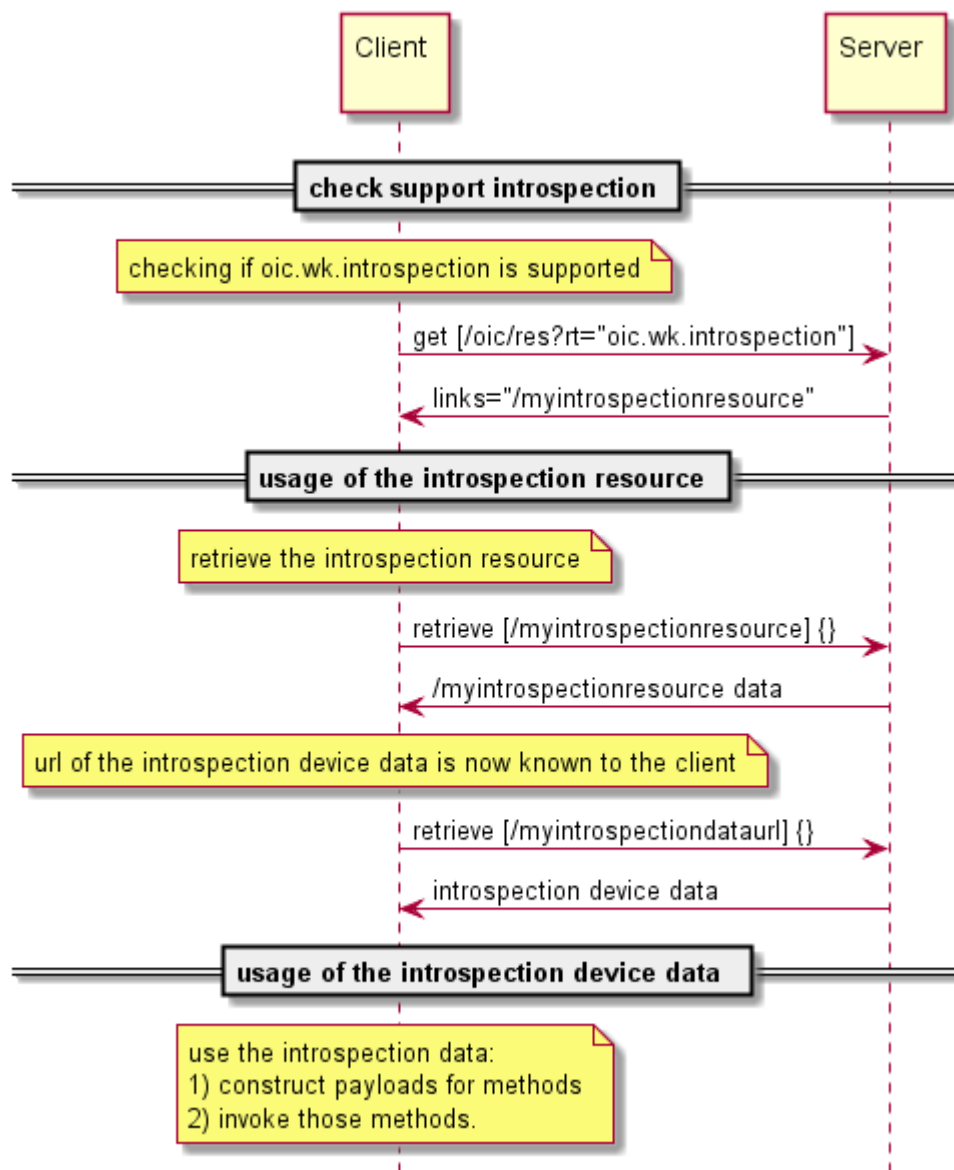 Client
Server
check support introspection
checking if oic.wk.introspection is supported
get [/oic/res?rt="oic.wk.introspection"]
links="/myintrospectionresource"
usage of the introspection resource
retrieve the introspection resource
retrieve [/myintrospectionresource] {}
/myintrospectionresource data
url of the introspection device data is now known to the client
retrieve [/myintrospectiondataurl] {}
introspection device data
usage of the introspection device data
use the introspection data:
1) construct payloads for methods
2) invoke those methods.